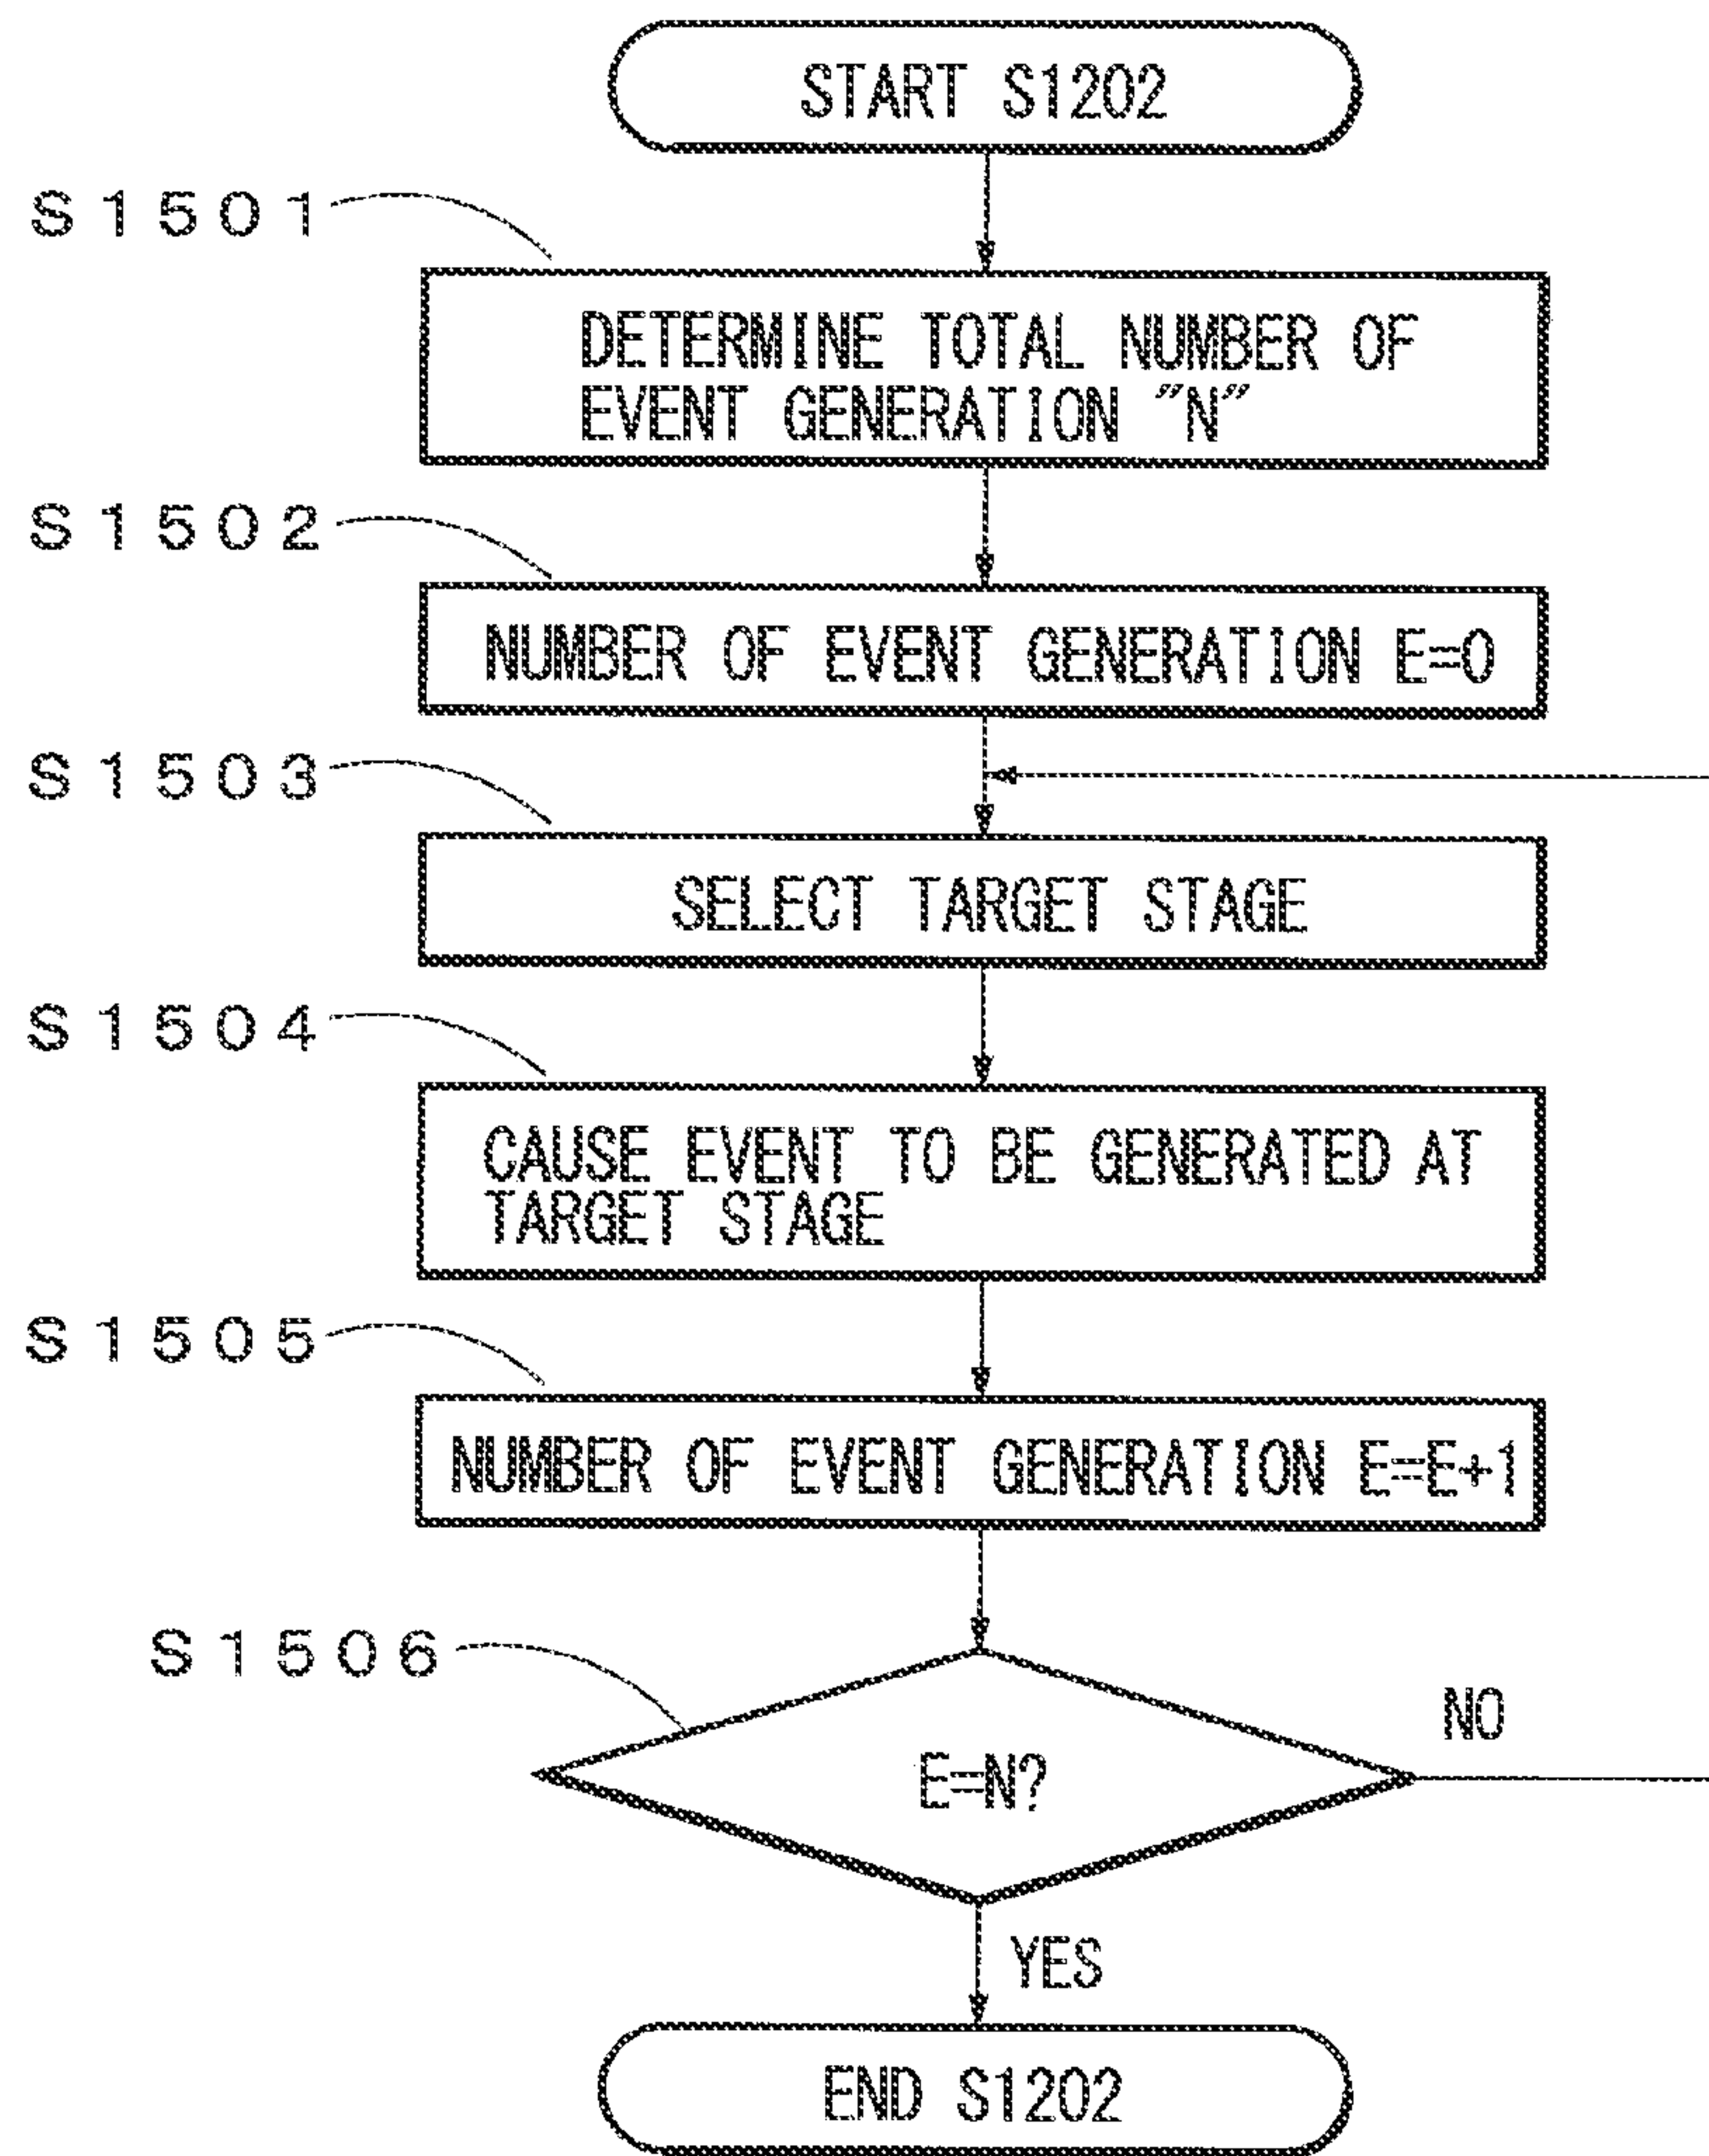 START S1202
S1501
DETERMINE TOTAL NUMBER OF
EVENT GENERATION "N"
S1502
NUMBER OF EVENT GENERATION E=0
S1503
SELECT TARGET STAGE
S1504
CAUSE EVENT TO BE GENERATED AT
TARGET STAGE
S1505
NUMBER OF EVENT GENERATION E=E+1
S1506
E=N?
NO
YES
END S1202